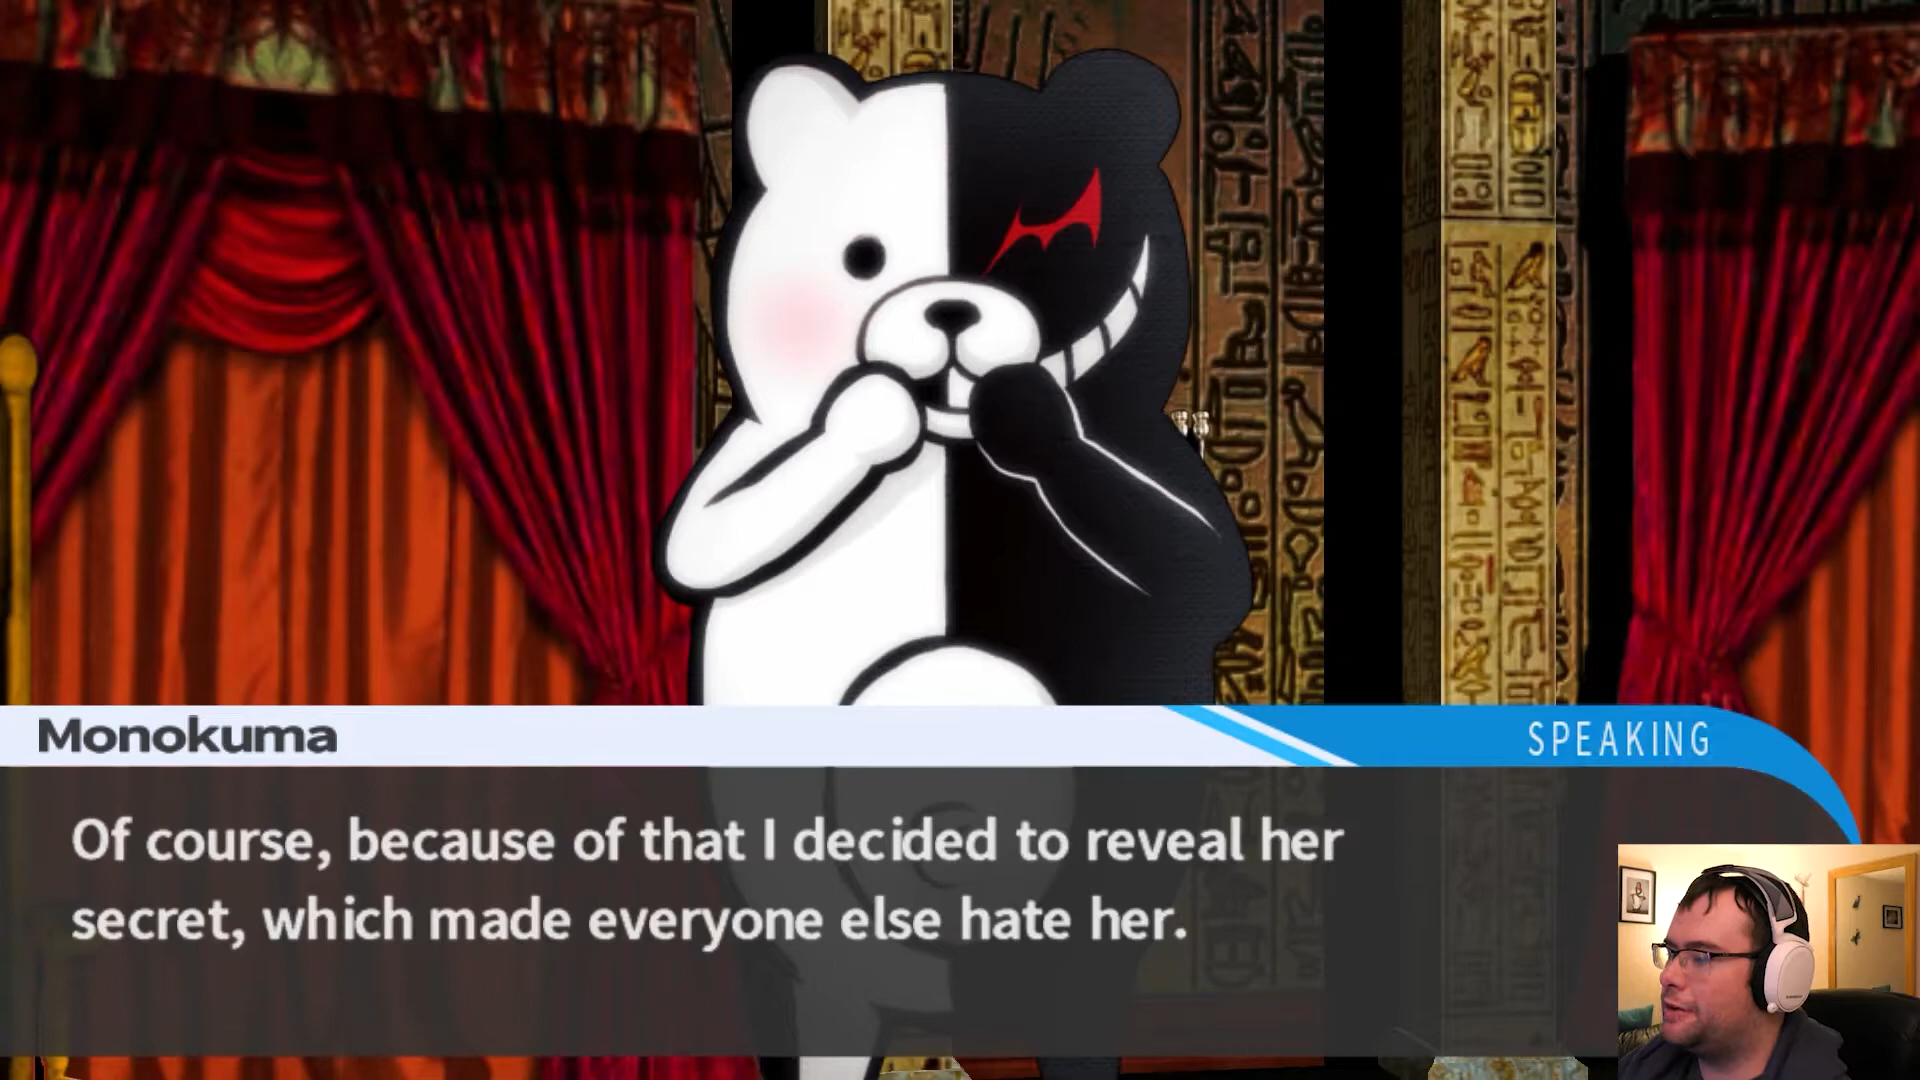 Monokuma
SPEAKING
Of course, because of that I decided to reveal her
secret, which made everyone else hate her.